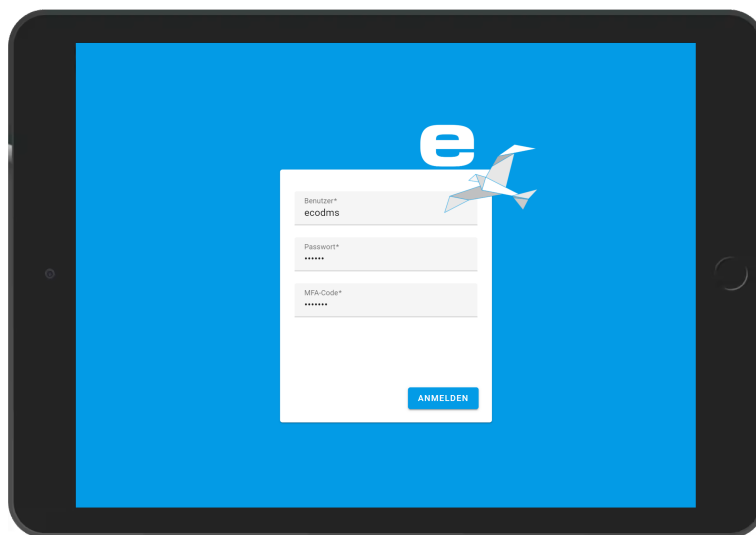 e
Benutzer*
ecodms
Passwort*
••••••
MFA-Code*
•••••••
ANMELDEN